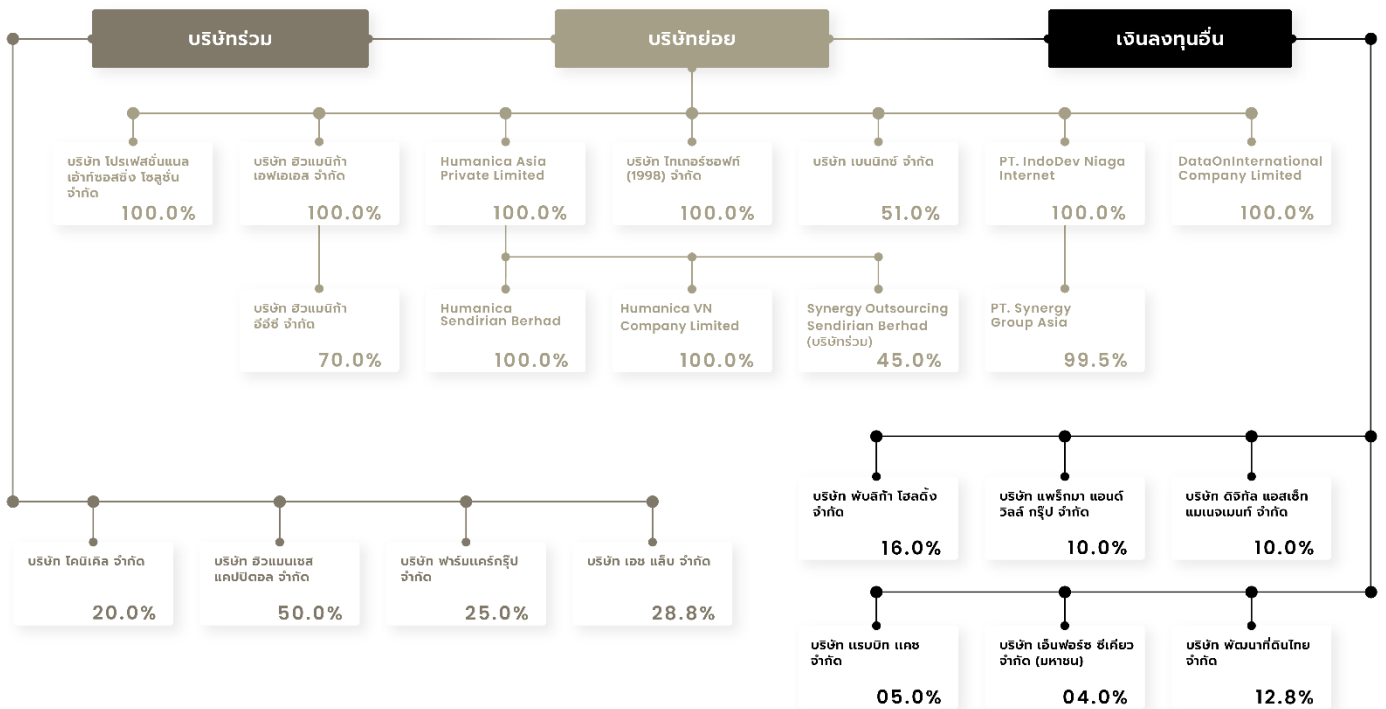 บริษัทร่วม
บริษัทย่อย
เงินลงทุนอื่น
บริษัท โปรเฟสชั่นแนล
เอ้าท์ซอสซิ่ง โซลูชั่น
จำกัด
100.0%
บริษัท ฮิวแมนิก้า
เอฟเอเอส จำกัด
100.0%
Humanica Asia
Private Limited
100.0%
บริษัท ไทเกอร์ซอฟท์
(1998) จำกัด
100.0%
บริษัท เบนนิกซ์ จำกัด
51.0%
PT. IndoDev Niaga
Internet
100.0%
DataOnInternational
Company Limited
100.0%
บริษัท ฮิวแมนิก้า
อีอีซี จำกัด
70.0%
Humanica
Sendirian Berhad
100.0%
Humanica VN
Company Limited
100.0%
Synergy Outsourcing
Sendirian Berhad
(บริษัทร่วม)
45.0%
PT. Synergy
Group Asia
99.5%
บริษัท โคนิเคิล จำกัด
20.0%
บริษัท ฮิวแมนเซส
แคปปิตอล จำกัด
50.0%
บริษัท ฟาร์มแคร์กรุ๊ป
จำกัด
25.0%
บริษัท เอช แล็บ จำกัด
28.8%
บริษัท พับลิก้า โฮลดิ้ง
จำกัด
16.0%
บริษัท แพร็กมา แอนด์
วิลล์ กรุ๊ป จำกัด
10.0%
บริษัท ดิจิทัล แอสเซ็ท
แมเนจเมนท์ จำกัด
10.0%
บริษัท แรบบิท แคช
จำกัด
05.0%
บริษัท เอ็นฟอร์ซ ซีเคียว
จำกัด (มหาชน)
04.0%
บริษัท พัฒนาที่ดินไทย
จำกัด
12.8%